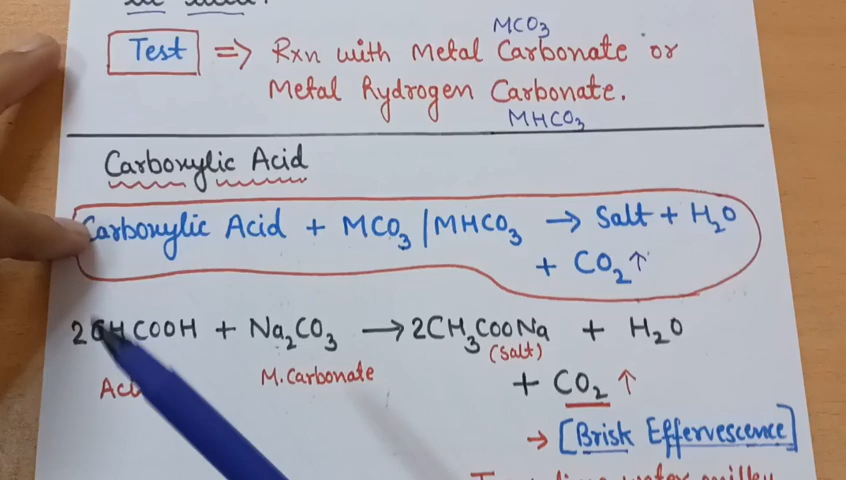 MCO3
Test => Rxn with Metal Carbonate or
Metal Hydrogen Carbonate.
MHCO3
Carboxylic Acid
Carboxylic Acid + MCO3 | MHCO3 → Salt + H2O
+ CO2↑
2CH COOH + Na2CO3 → 2CH3COONa + H2O
(Salt)
M. Carbonate
+ CO2 ↑
→ [Brisk Effervescence]